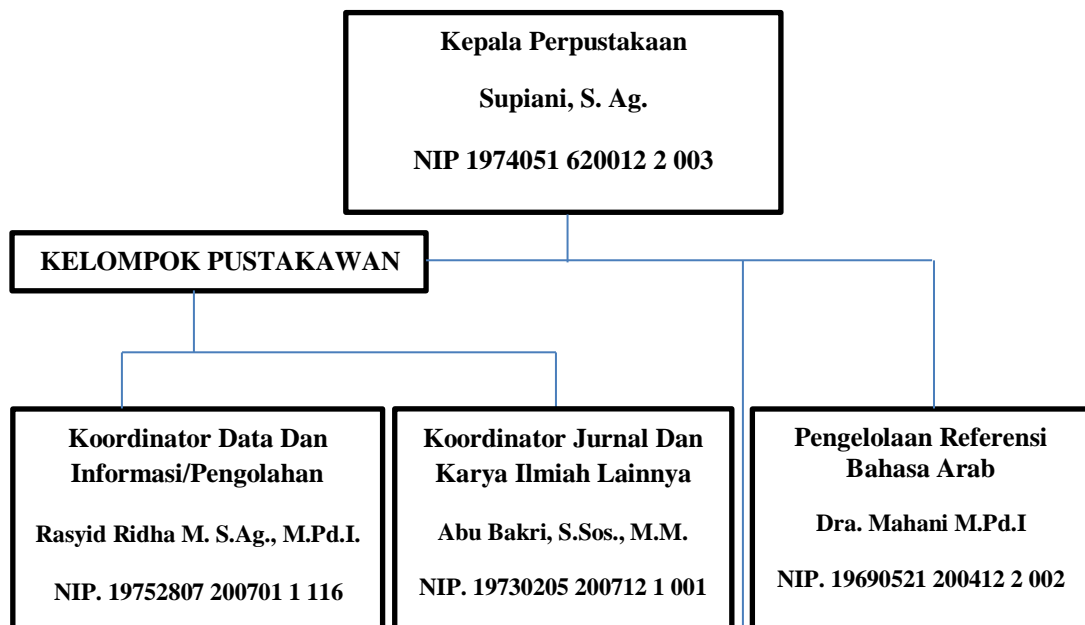 Kepala Perpustakaan
Supiani, S. Ag.
NIP 1974051 620012 2 003
KELOMPOK PUSTAKAWAN
Koordinator Data Dan
Informasi/Pengolahan
Rasyid Ridha M. S.Ag., M.Pd.I.
NIP. 19752807 200701 1 116
Koordinator Jurnal Dan
Karya Ilmiah Lainnya
Abu Bakri, S.Sos., M.M.
NIP. 19730205 200712 1 001
Pengelolaan Referensi
Bahasa Arab
Dra. Mahani M.Pd.I
NIP. 19690521 200412 2 002